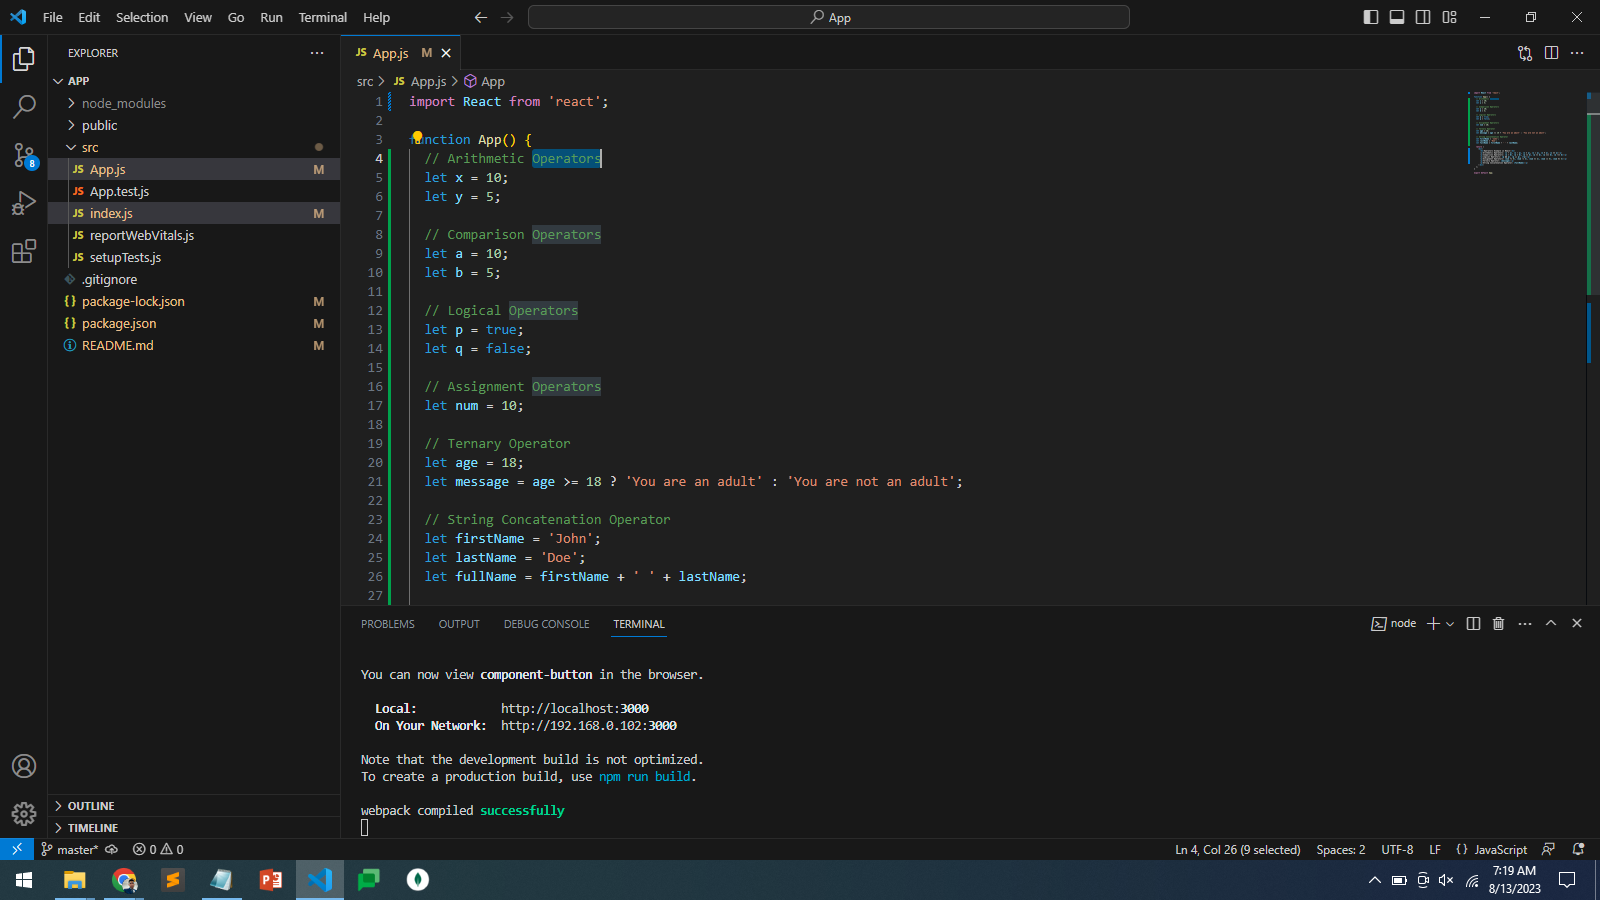 File Edit Selection View Go Run Terminal Help
App
EXPLORER
APP
node_modules
public
src
JS App.js M
JS App.test.js
JS index.js M
JS reportWebVitals.js
JS setupTests.js
.gitignore
{} package-lock.json M
{} package.json M
README.md M
8
OUTLINE
TIMELINE
JS App.js M
src > JS App.js > App
1 import React from 'react';
2
3 function App() {
4 // Arithmetic Operators
5 let x = 10;
6 let y = 5;
7
8 // Comparison Operators
9 let a = 10;
10 let b = 5;
11
12 // Logical Operators
13 let p = true;
14 let q = false;
15
16 // Assignment Operators
17 let num = 10;
18
19 // Ternary Operator
20 let age = 18;
21 let message = age >= 18 ? 'You are an adult' : 'You are not an adult';
22
23 // String Concatenation Operator
24 let firstName = 'John';
25 let lastName = 'Doe';
26 let fullName = firstName + ' ' + lastName;
27
PROBLEMS OUTPUT DEBUG CONSOLE TERMINAL
node
You can now view component-button in the browser.
Local: http://localhost:3000
On Your Network: http://192.168.0.102:3000
Note that the development build is not optimized.
To create a production build, use npm run build.
webpack compiled successfully
master* 0 0
Ln 4, Col 26 (9 selected) Spaces: 2 UTF-8 LF {} JavaScript
7:19 AM
8/13/2023